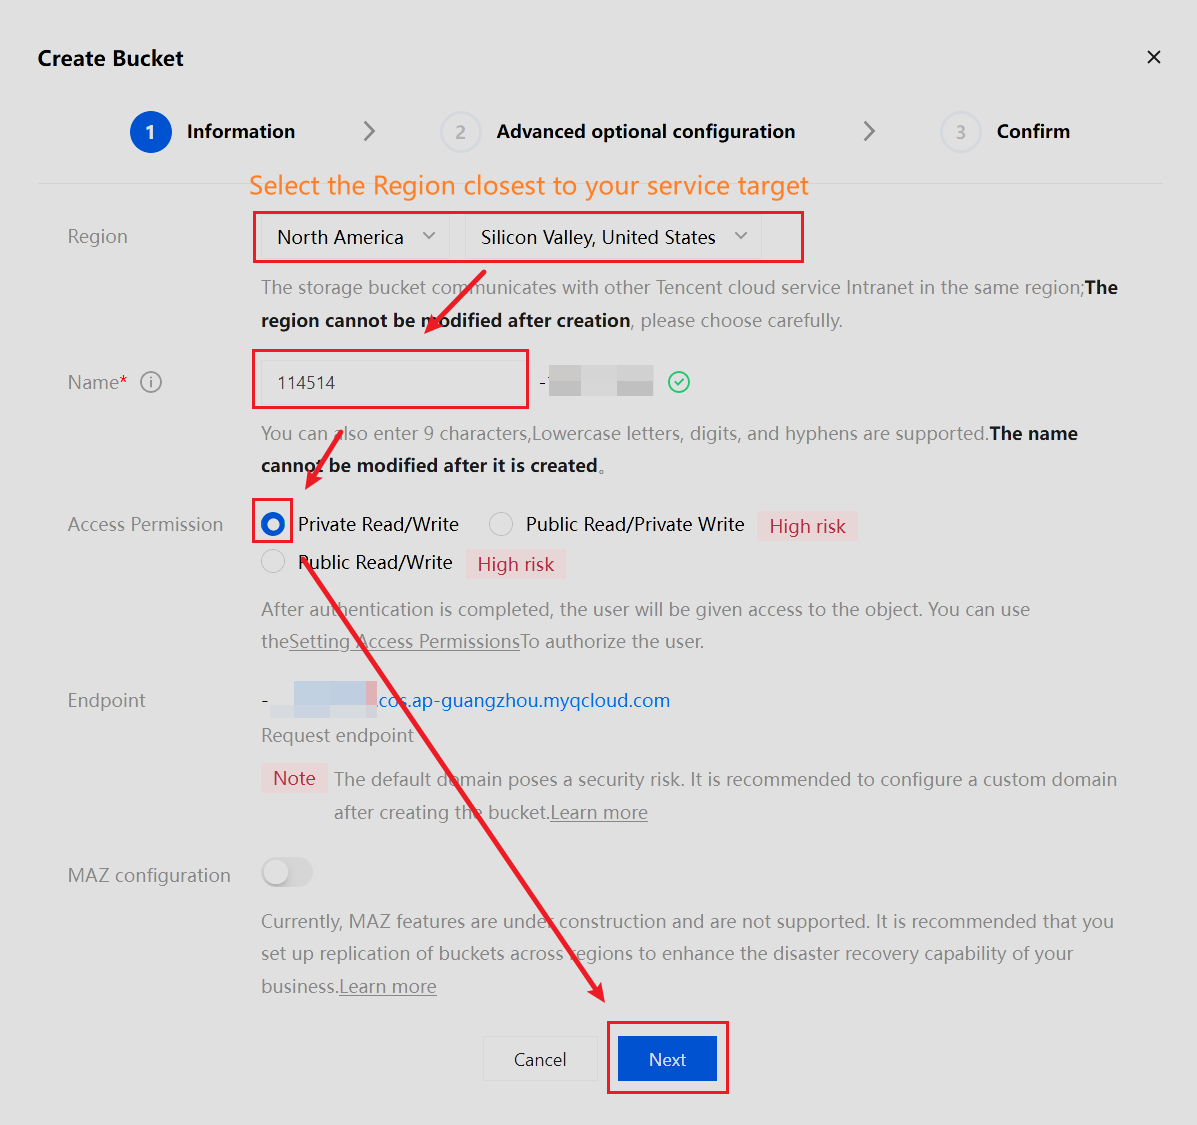 Create Bucket
1 Information 2 Advanced optional configuration 3 Confirm
Select the Region closest to your service target
Region North America Silicon Valley, United States
The storage bucket communicates with other Tencent cloud service Intranet in the same region;The
region cannot be modified after creation, please choose carefully.
Name* 114514 -
You can also enter 9 characters,Lowercase letters, digits, and hyphens are supported.The name
cannot be modified after it is created。
Access Permission Private Read/Write Public Read/Private Write High risk
Public Read/Write High risk
After authentication is completed, the user will be given access to the object. You can use
theSetting Access PermissionsTo authorize the user.
Endpoint - .cos.ap-guangzhou.myqcloud.com
Request endpoint
Note The default domain poses a security risk. It is recommended to configure a custom domain
after creating the bucket.Learn more
MAZ configuration
Currently, MAZ features are under construction and are not supported. It is recommended that you
set up replication of buckets across regions to enhance the disaster recovery capability of your
business.Learn more
Cancel Next